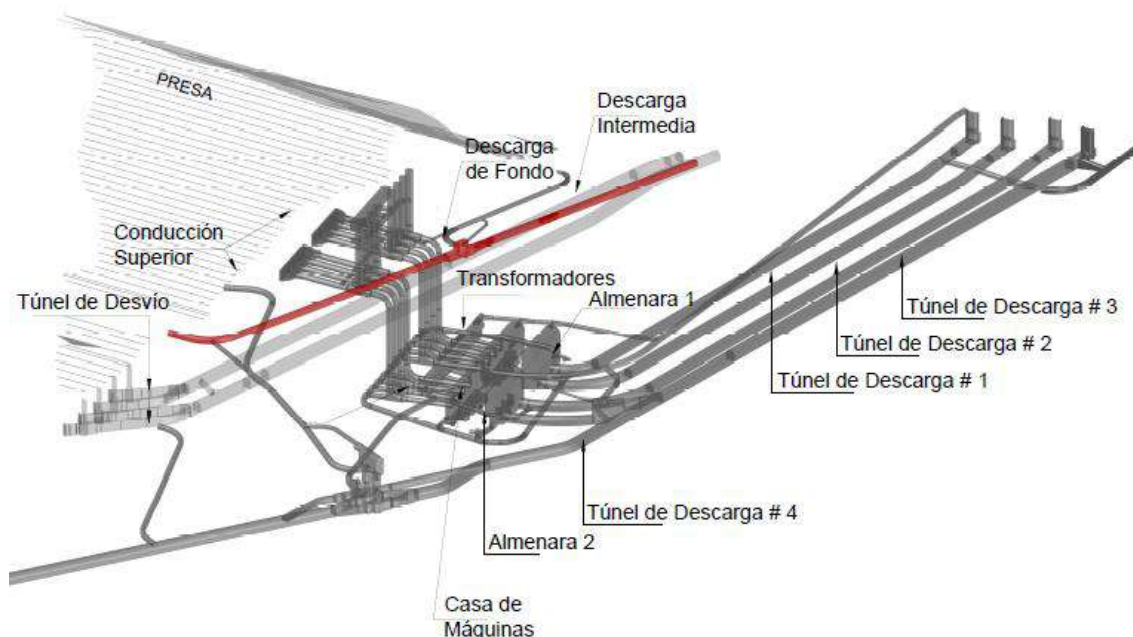 PRESA
Descarga
Intermedia
Descarga
de Fondo
Conducción
Superior
Túnel de Desvío
Transformadores
Almenara 1
Túnel de Descarga # 3
Túnel de Descarga # 2
Túnel de Descarga # 1
Túnel de Descarga # 4
Almenara 2
Casa de
Máquinas